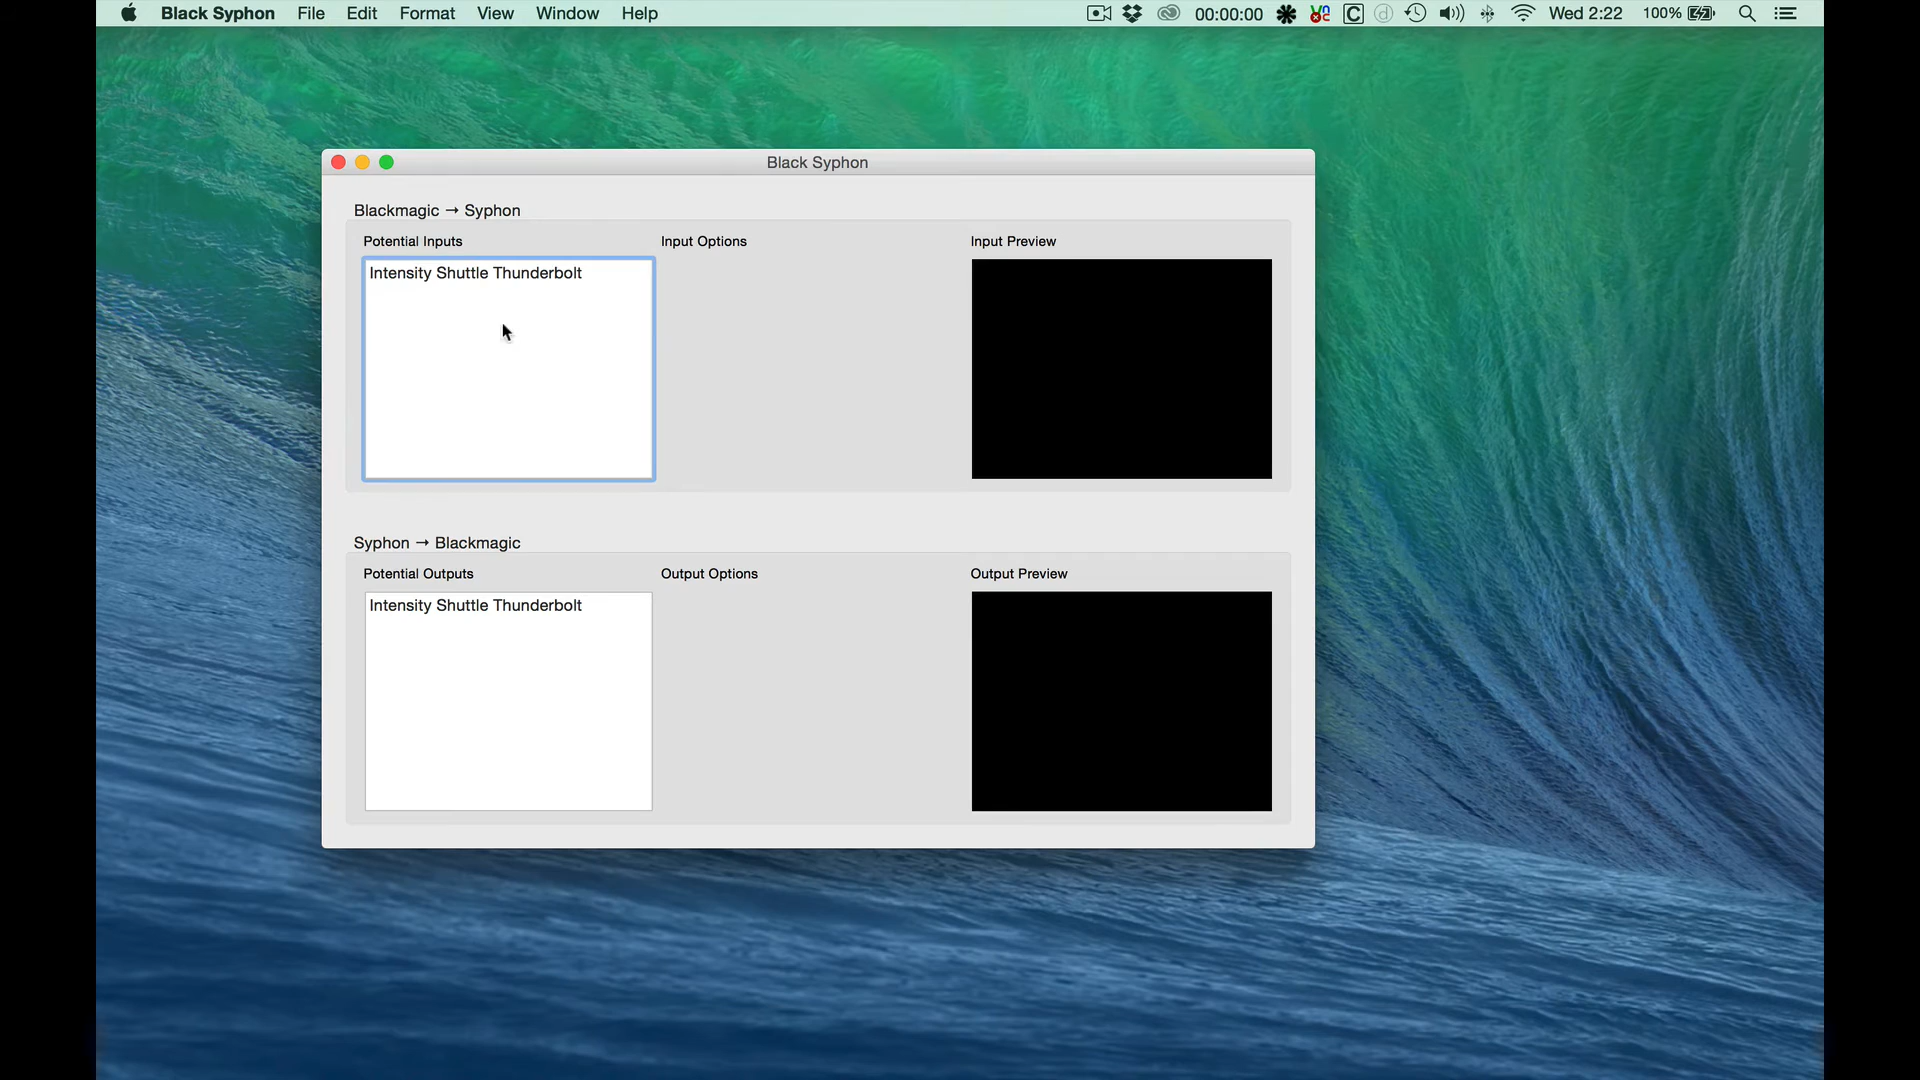 Black Syphon File Edit Format View Window Help 00:00:00 Wed 2:22 100%
Black Syphon
Blackmagic → Syphon
Potential Inputs Input Options Input Preview
Intensity Shuttle Thunderbolt
Syphon → Blackmagic
Potential Outputs Output Options Output Preview
Intensity Shuttle Thunderbolt